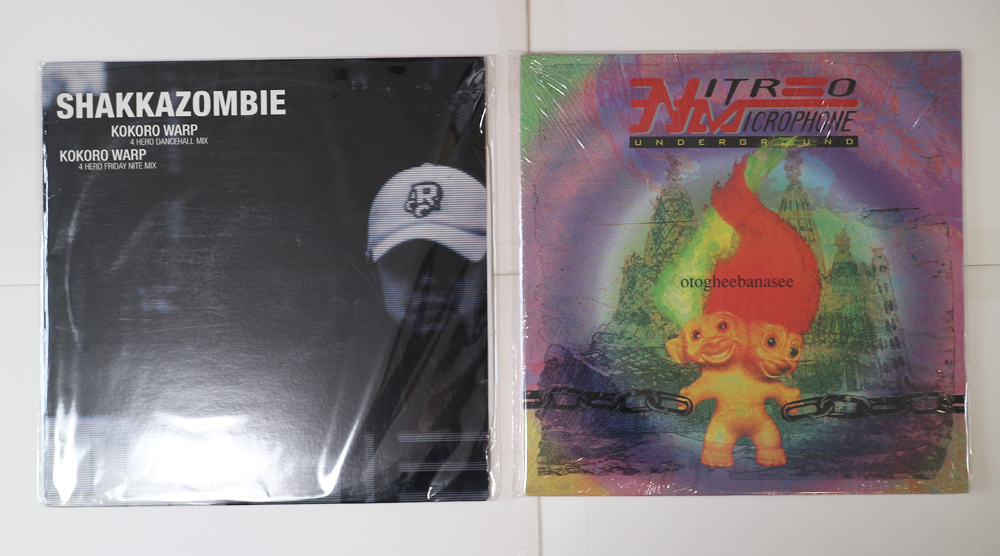 SHAKKAZOMBIE
KOKORO WARP
4 HERO DANCEHALL MIX
KOKORO WARP
4 HERO FRIDAY NITE MIX
R
NITRO
MICROPHONE
UNDERGROUND
otogheebanasee